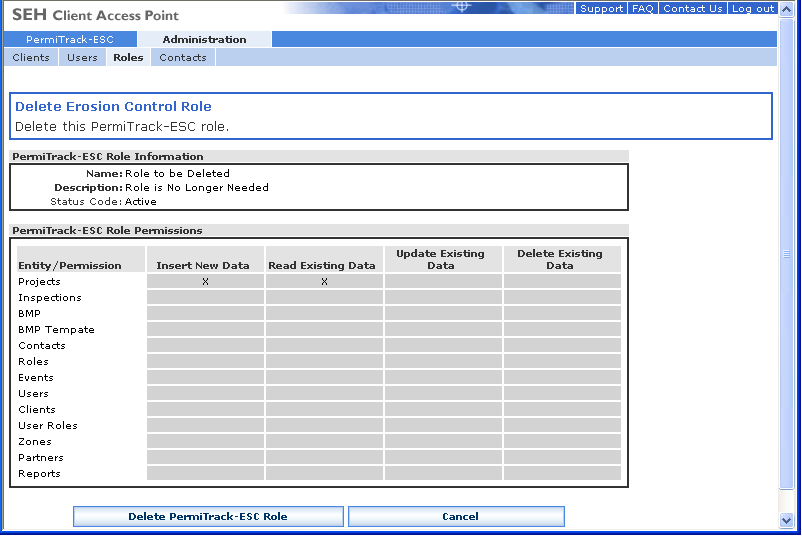 SEH Client Access Point
Support FAQ Contact Us Log out
PermiTrack-ESC Administration
Clients Users Roles Contacts
Delete Erosion Control Role
Delete this PermiTrack-ESC role.
PermiTrack-ESC Role Information
Name: Role to be Deleted
Description: Role is No Longer Needed
Status Code: Active
PermiTrack-ESC Role Permissions
Entity/Permission Insert New Data Read Existing Data Update Existing Data Delete Existing Data
Projects X X
Inspections
BMP
BMP Tempate
Contacts
Roles
Events
Users
Clients
User Roles
Zones
Partners
Reports
Delete PermiTrack-ESC Role Cancel